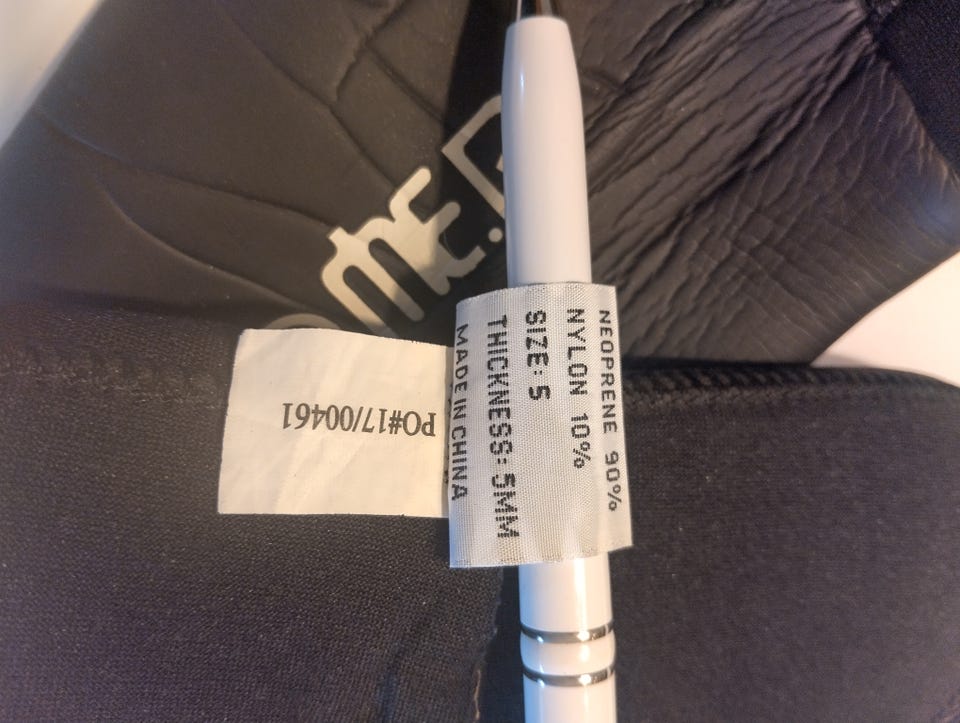 NEOPRENE 90%
NYLON 10%
SIZE: S
THICKNESS: 5MM
MADE IN CHINA
PO#17/00461